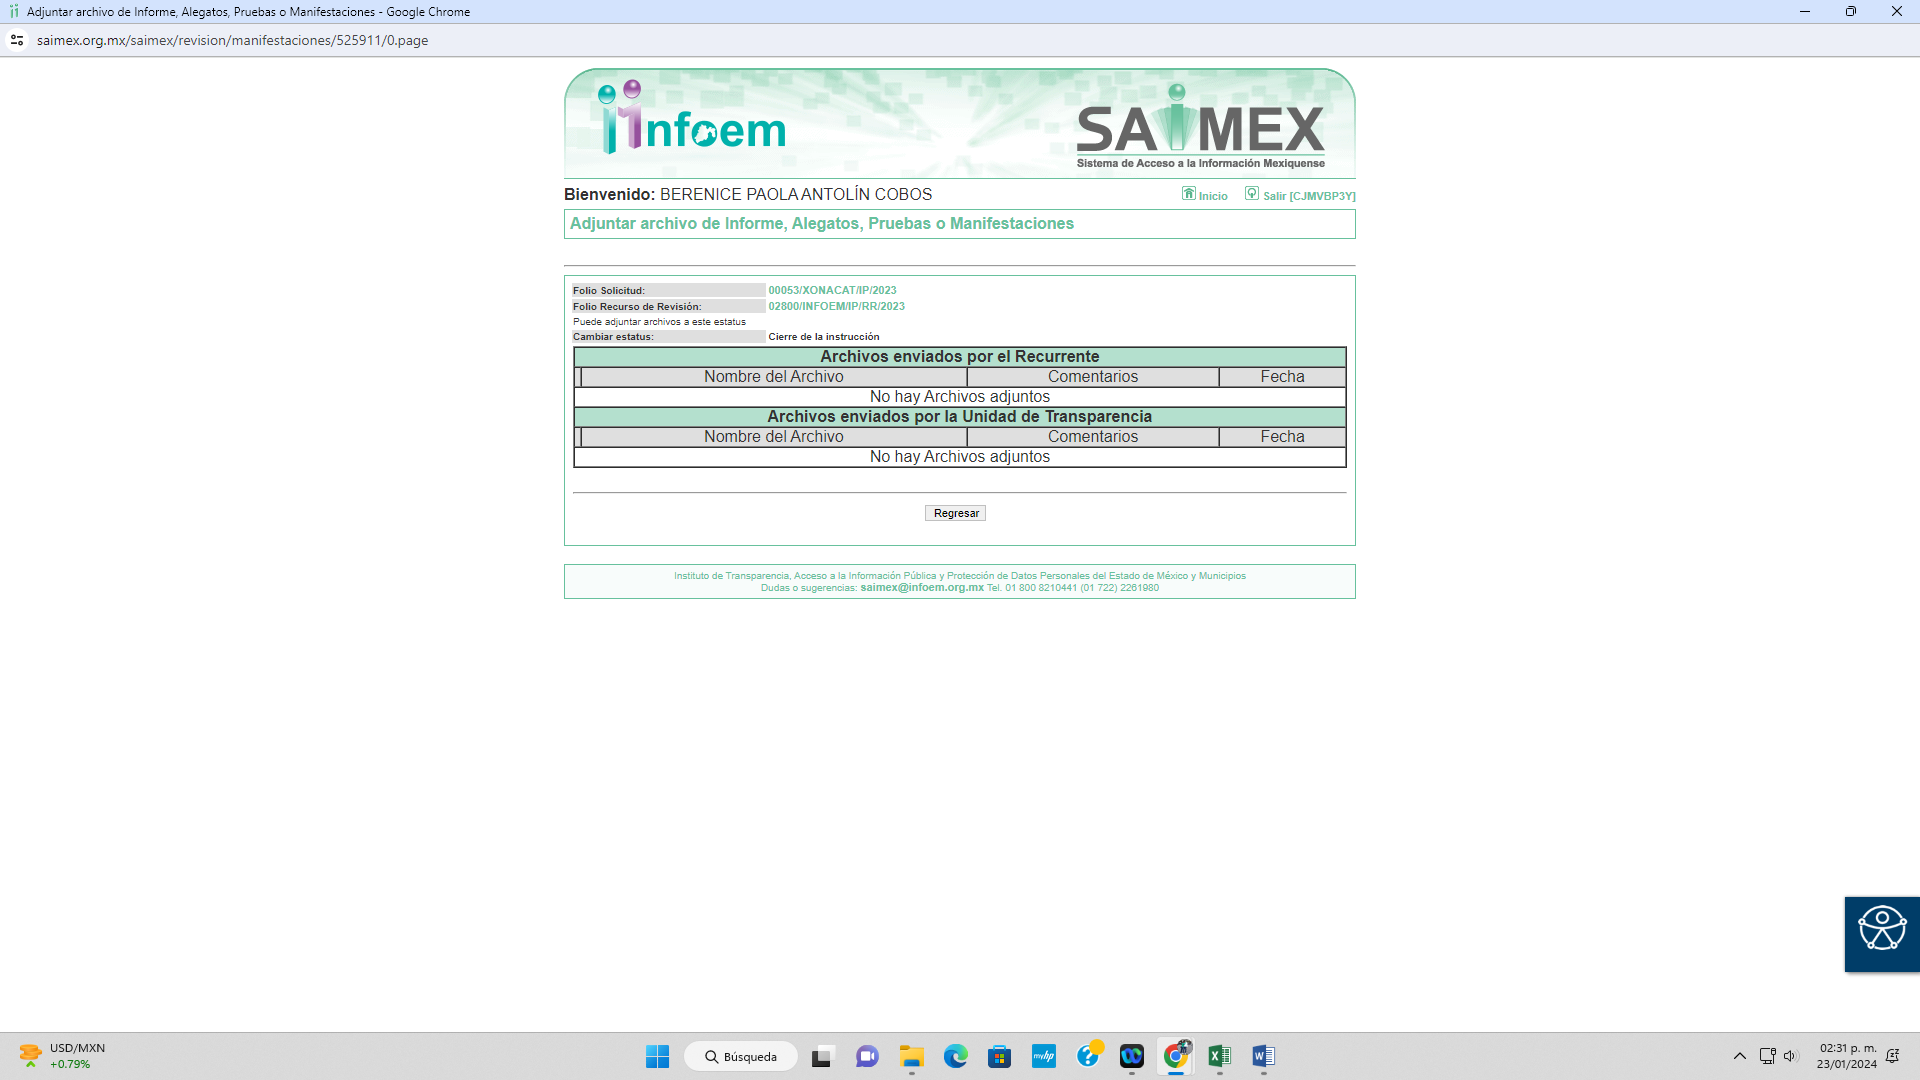 Adjuntar archivo de Informe, Alegatos, Pruebas o Manifestaciones - Google Chrome
saimex.org.mx/saimex/revision/manifestaciones/525911/0.page
infoem
SAIMEX
Sistema de Acceso a la Información Mexiquense
Bienvenido: BERENICE PAOLA ANTOLÍN COBOS Inicio Salir [CJMVBP3Y]
Adjuntar archivo de Informe, Alegatos, Pruebas o Manifestaciones
Folio Solicitud: 00053/XONACAT/IP/2023
Folio Recurso de Revisión: 02800/INFOEM/IP/RR/2023
Puede adjuntar archivos a este estatus
Cambiar estatus: Cierre de la instrucción
Archivos enviados por el Recurrente
Nombre del Archivo Comentarios Fecha
No hay Archivos adjuntos
Archivos enviados por la Unidad de Transparencia
Nombre del Archivo Comentarios Fecha
No hay Archivos adjuntos
Regresar
Instituto de Transparencia, Acceso a la Información Pública y Protección de Datos Personales del Estado de México y Municipios
Dudas o sugerencias: saimex@infoem.org.mx Tel. 01 800 8210441 (01 722) 2261980
USD/MXN
+0.79%
Búsqueda
myhp
02:31 p. m.
23/01/2024